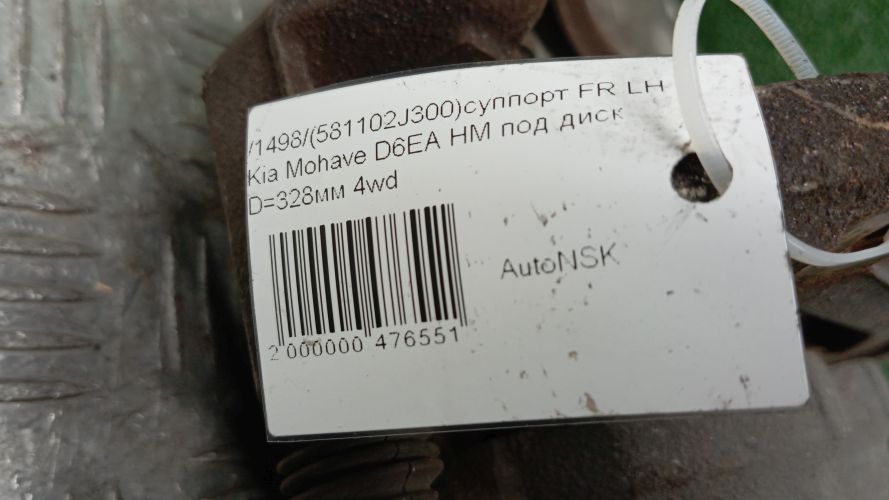 /1498/(581102J300)суппорт FR LH
Kia Mohave D6EA HM под диск
D=328мм 4wd
AutoNSK
2 000000 476551